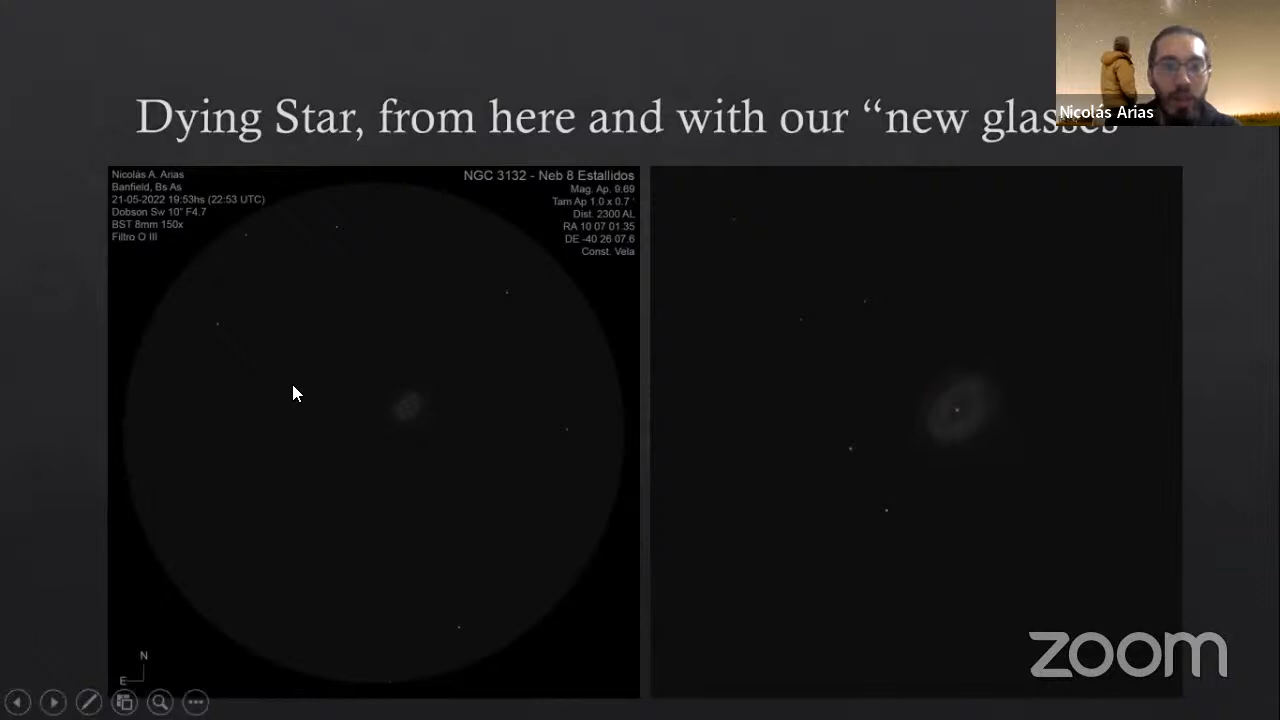 Dying Star, from here and with our “new glasses
Nicolás Arias
Nicolás A. Arias
Banfield, Bs As
21-05-2022 19:53hs (22:53 UTC)
Dobson Sw 10" F4.7
BST 8mm 150x
Filtro O III
NGC 3132 - Neb 8 Estallidos
Mag. Ap. 9.69
Tam Ap 1.0 x 0.7 '
Dist. 2300 AL
RA 10 07 01.35
DE -40 26 07.6
Const. Vela
N
E
zoom